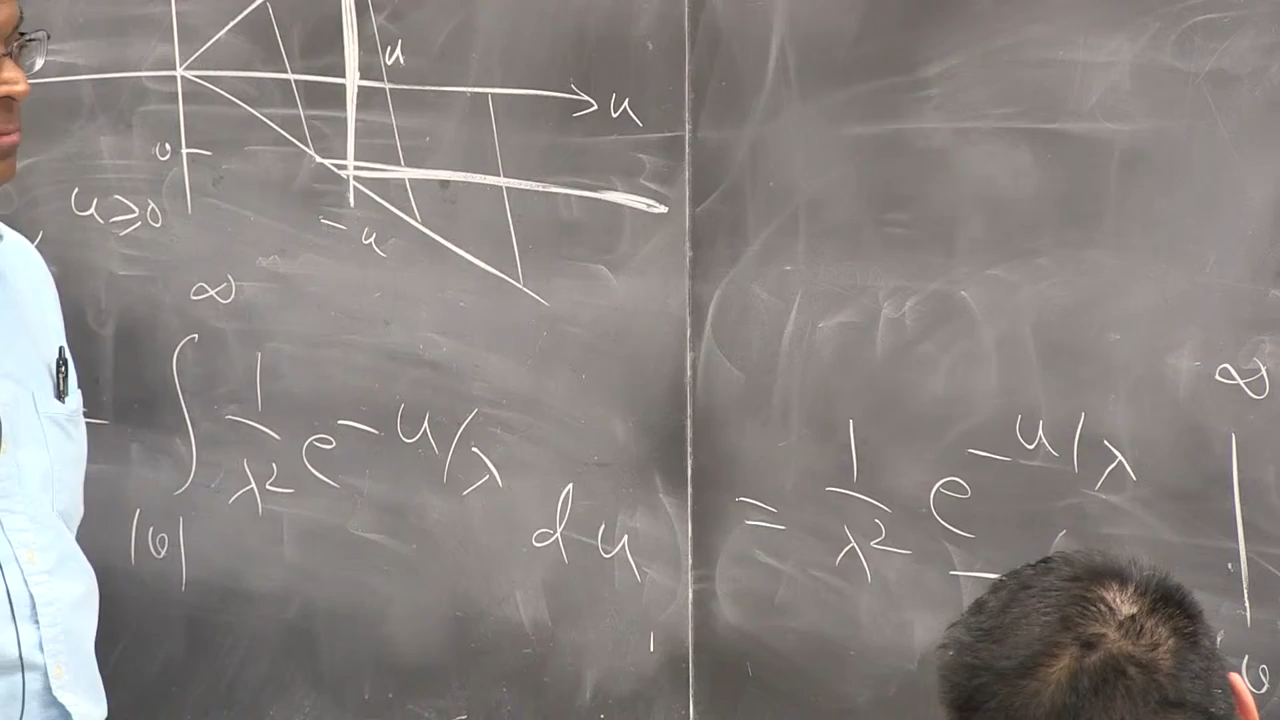 u
u
υ
u ≥ 0
- u
∞
∫ 1/λ² e^{-u/λ} du = 1/λ² e^{-u/λ} | ∞
|υ|